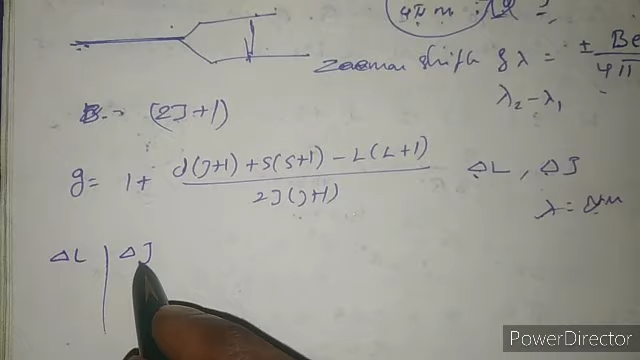 4πm
Zeeman shift δλ = ± Be/4π
λ₂ - λ₁
B → (2J+1)
g = 1+ J(J+1) + S(S+1) - L(L+1) / 2J(J+1) ΔL, ΔJ
λ =
ΔL | ΔJ
PowerDirector